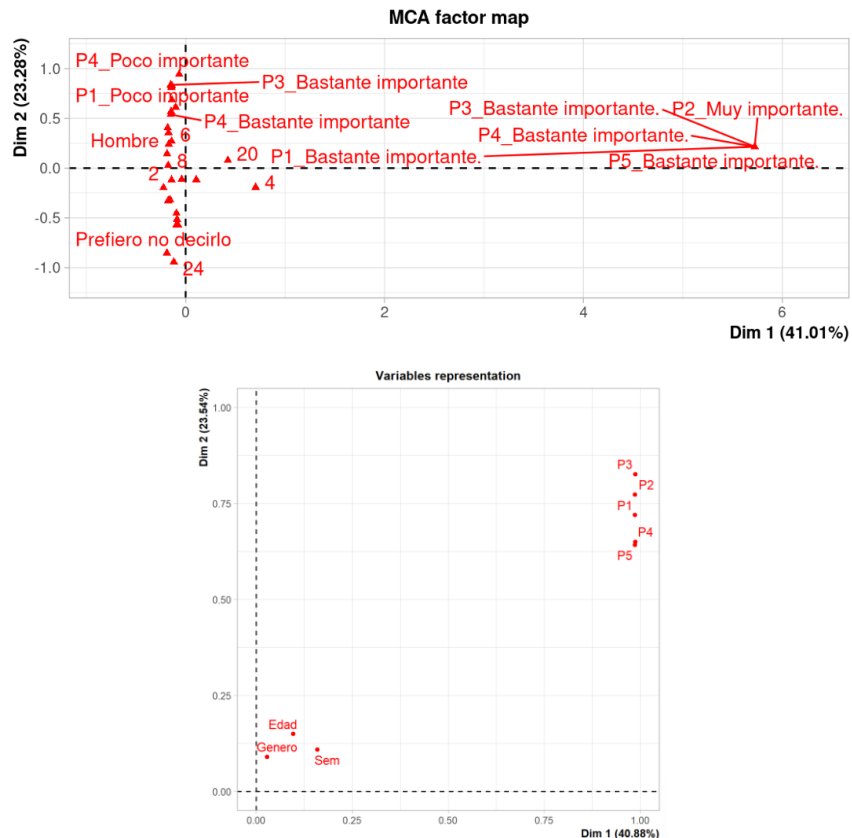 MCA factor map
P4_Poco importante
P3_Bastante importante
P1_Poco importante
P3_Bastante importante.
P2_Muy importante.
P4_Bastante importante
P4_Bastante importante.
Hombre
6
20
P1_Bastante importante.
P5_Bastante importante.
8
2
4
Prefiero no decirlo
24
1.0
0.5
0.0
-0.5
-1.0
Dim 2 (23.28%)
0
2
4
6
Dim 1 (41.01%)
Variables representation
Dim 2 (23.54%)
1.00
0.75
0.50
0.25
0.00
P3
P2
P1
P4
P5
Edad
Genero
Sem
0.00
0.25
0.50
0.75
1.00
Dim 1 (40.88%)